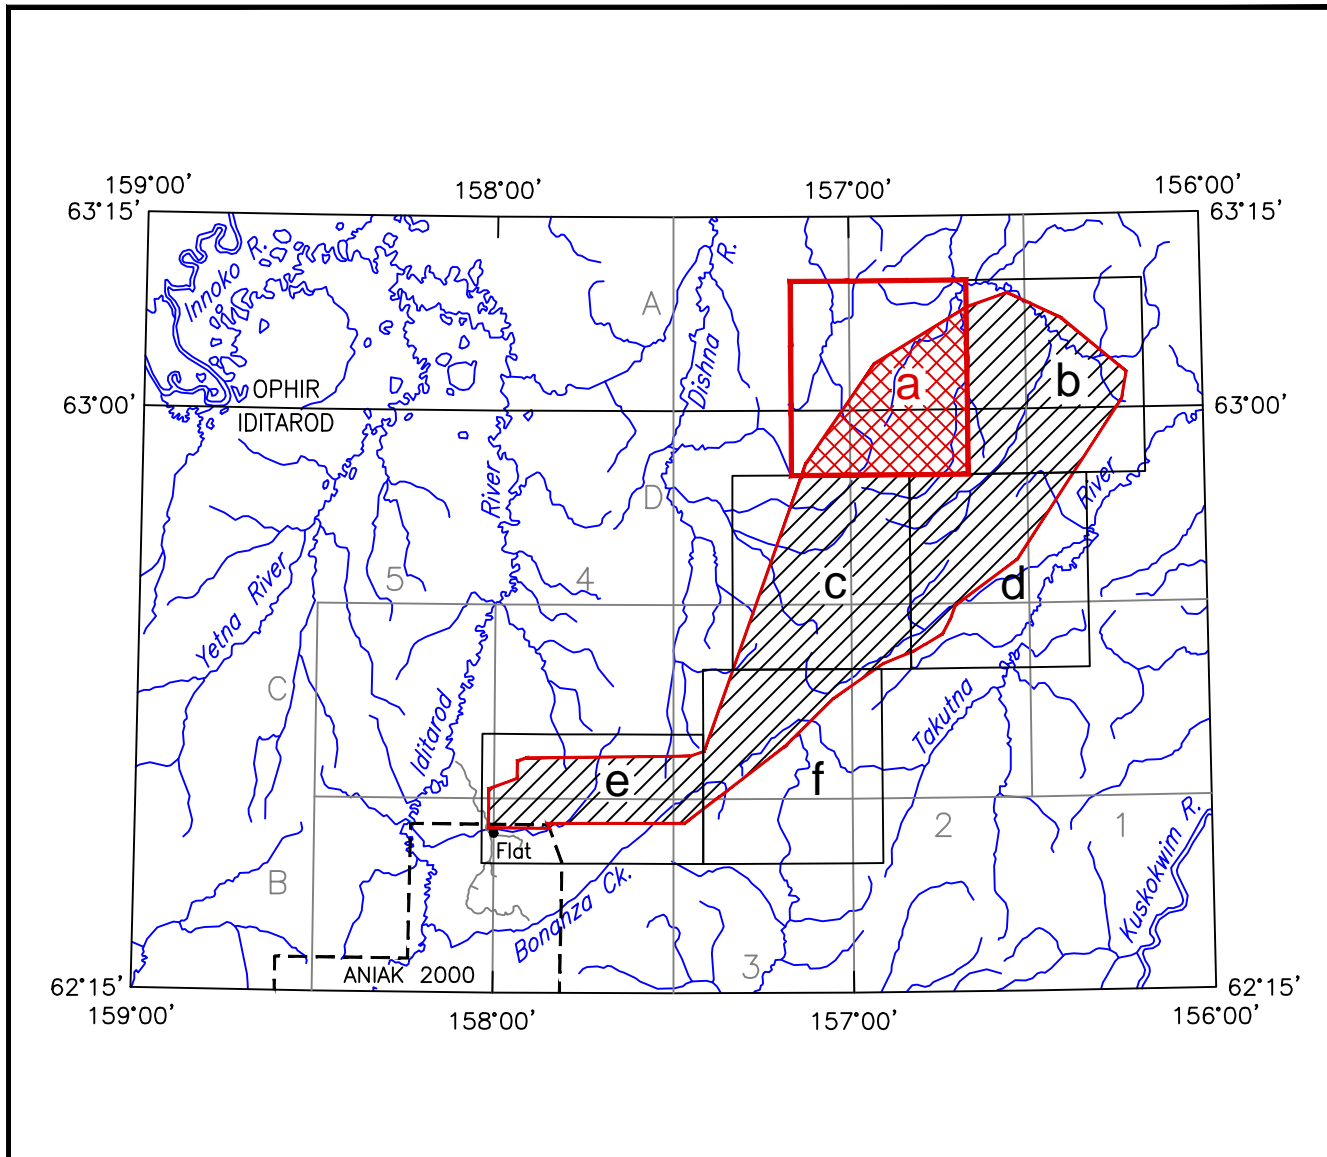 159°00'
158°00'
157°00'
156°00'
63°15'
63°15'
Innoko R.
R.
A
Dishna
a
b
OPHIR
63°00'
63°00'
IDITAROD
River
D
River
5
4
c
d
Yetna River
C
Iditarod
Takutna
e
f
2
1
Flat
Kuskokwim R.
B
Bonanza Ck.
3
ANIAK 2000
62°15'
62°15'
159°00'
158°00'
157°00'
156°00'